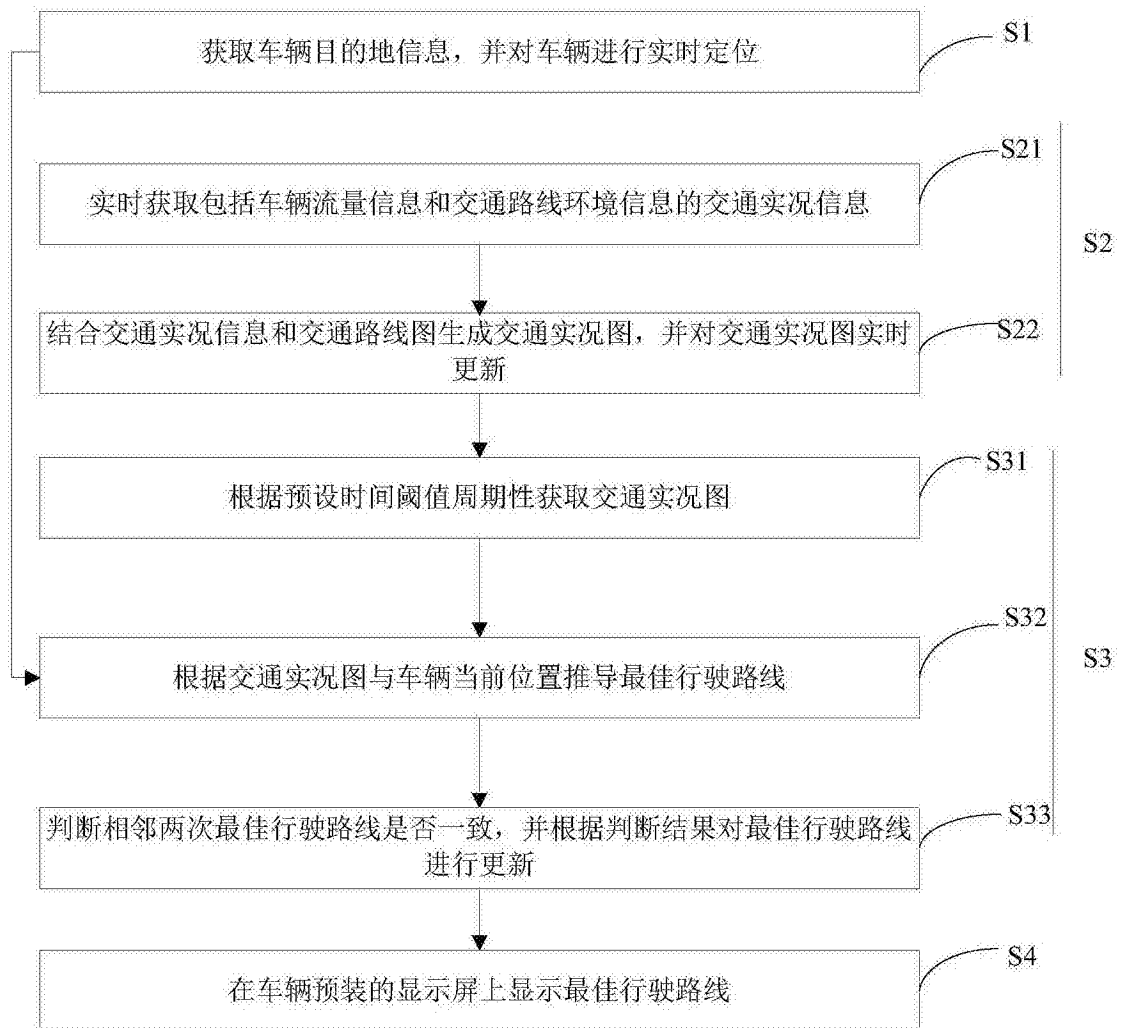 获取车辆目的地信息，并对车辆进行实时定位
S1
实时获取包括车辆流量信息和交通路线环境信息的交通实况信息
S21
结合交通实况信息和交通路线图生成交通实况图，并对交通实况图实时
更新
S22
S2
根据预设时间阈值周期性获取交通实况图
S31
根据交通实况图与车辆当前位置推导最佳行驶路线
S32
判断相邻两次最佳行驶路线是否一致，并根据判断结果对最佳行驶路线
进行更新
S33
S3
在车辆预装的显示屏上显示最佳行驶路线
S4